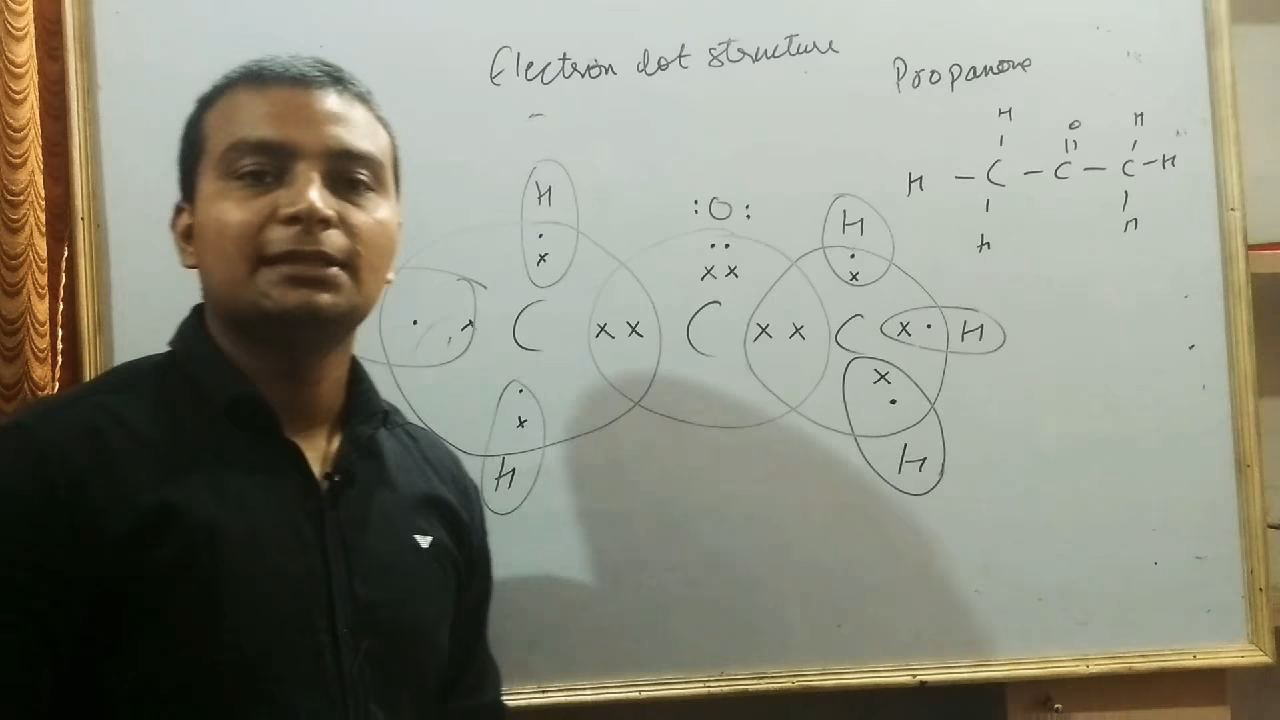 Electron dot structure
Propanone
H
O
H
H - C - C - C - H
H
H
H
: O :
H
. .
x x
. x C x x C x x C x . H
x
H
H